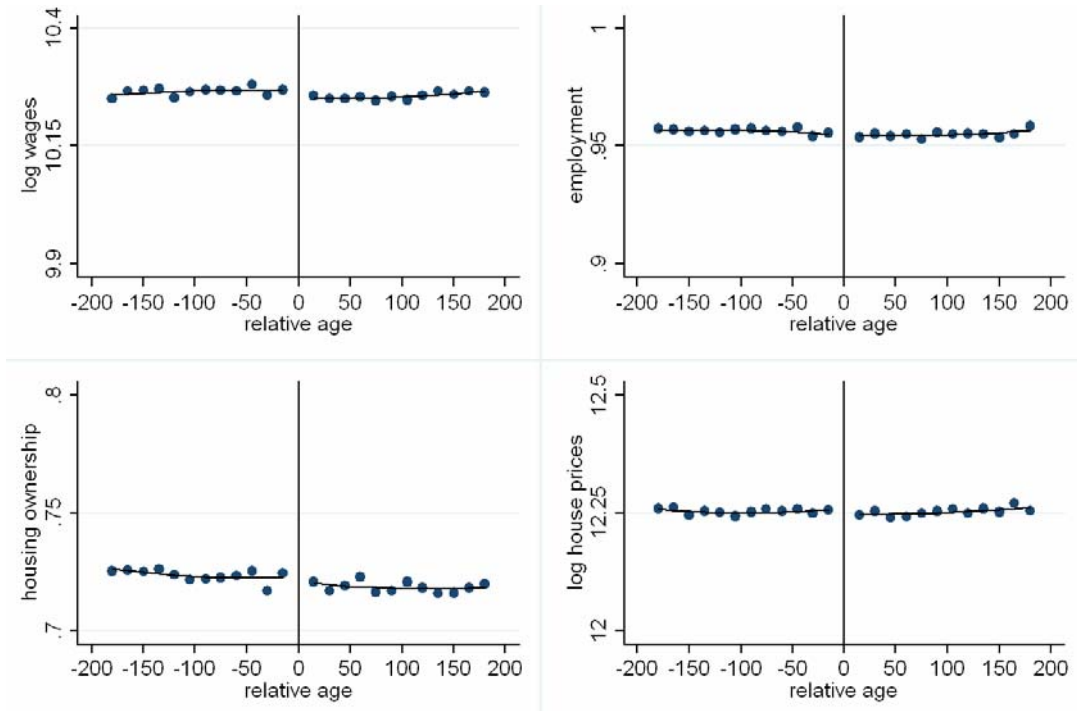 10.4
10.15
9.9
log wages
-200 -150 -100 -50 0 50 100 150 200
relative age
1
.95
.9
employment
-200 -150 -100 -50 0 50 100 150 200
relative age
.8
.75
.7
housing ownership
-200 -150 -100 -50 0 50 100 150 200
relative age
12.5
12.25
12
log house prices
-200 -150 -100 -50 0 50 100 150 200
relative age